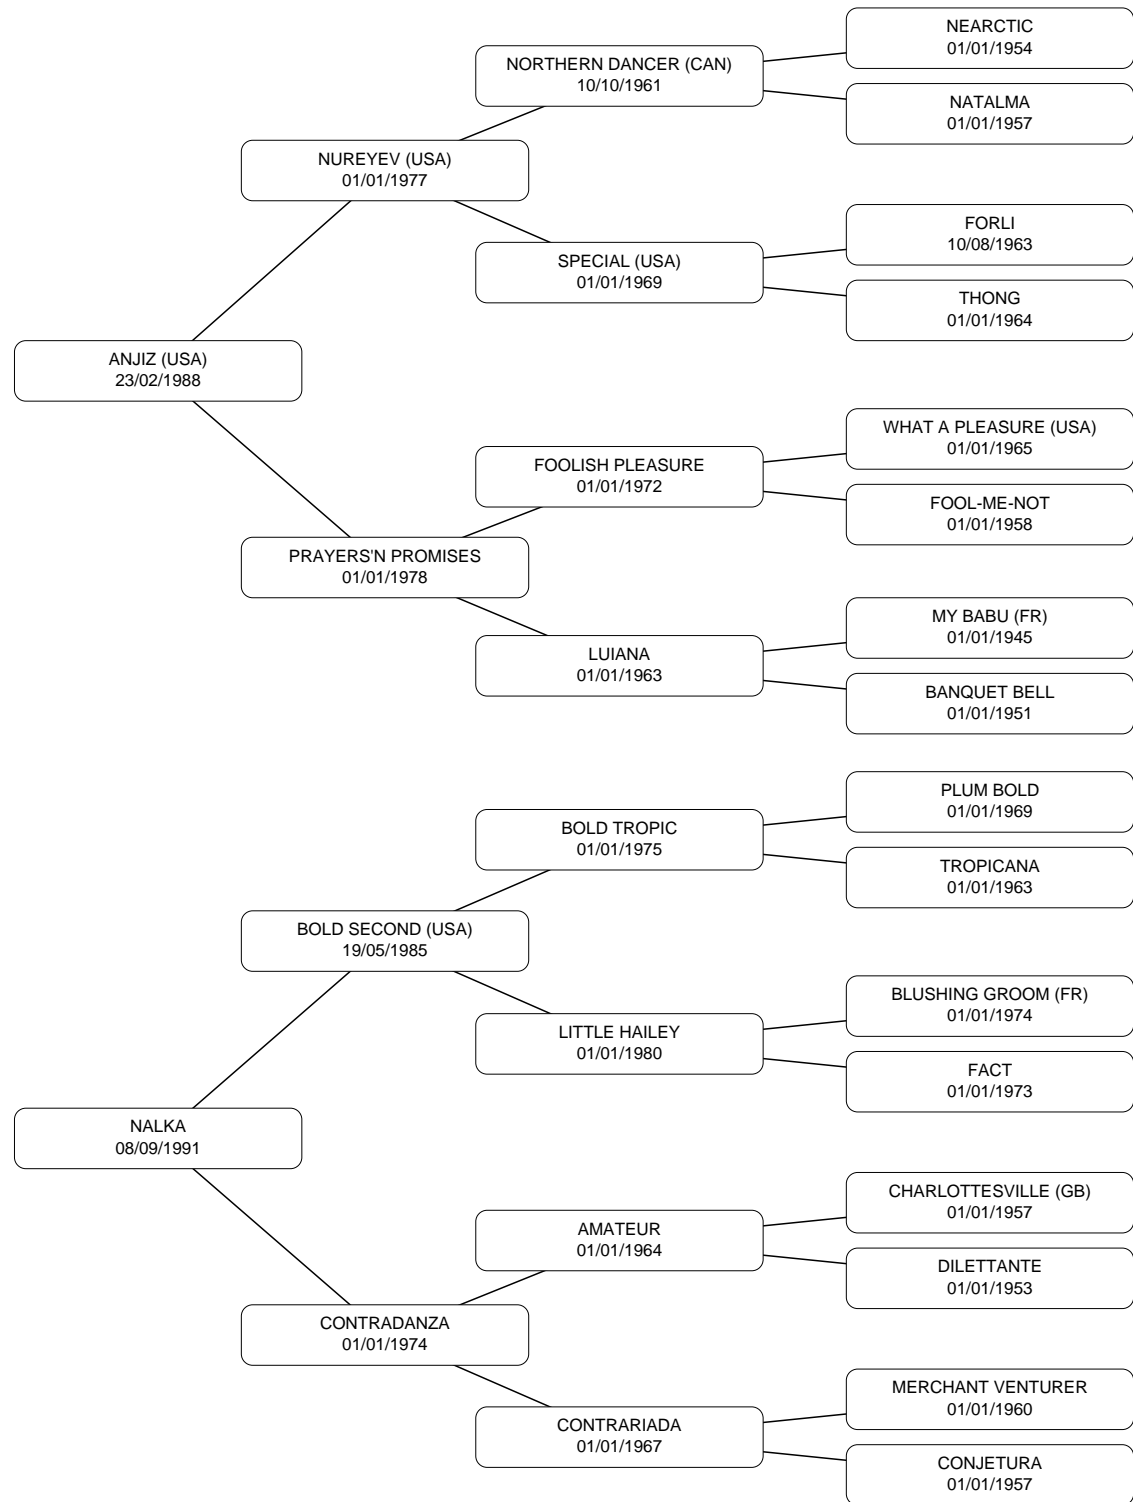 NEARCTIC
01/01/1954
NORTHERN DANCER (CAN)
10/10/1961
NATALMA
01/01/1957
NUREYEV (USA)
01/01/1977
FORLI
10/08/1963
SPECIAL (USA)
01/01/1969
THONG
01/01/1964
ANJIZ (USA)
23/02/1988
WHAT A PLEASURE (USA)
01/01/1965
FOOLISH PLEASURE
01/01/1972
FOOL-ME-NOT
01/01/1958
PRAYERS'N PROMISES
01/01/1978
MY BABU (FR)
01/01/1945
LUIANA
01/01/1963
BANQUET BELL
01/01/1951
PLUM BOLD
01/01/1969
BOLD TROPIC
01/01/1975
TROPICANA
01/01/1963
BOLD SECOND (USA)
19/05/1985
BLUSHING GROOM (FR)
01/01/1974
LITTLE HAILEY
01/01/1980
FACT
01/01/1973
NALKA
08/09/1991
CHARLOTTESVILLE (GB)
01/01/1957
AMATEUR
01/01/1964
DILETTANTE
01/01/1953
CONTRADANZA
01/01/1974
MERCHANT VENTURER
01/01/1960
CONTRARIADA
01/01/1967
CONJETURA
01/01/1957